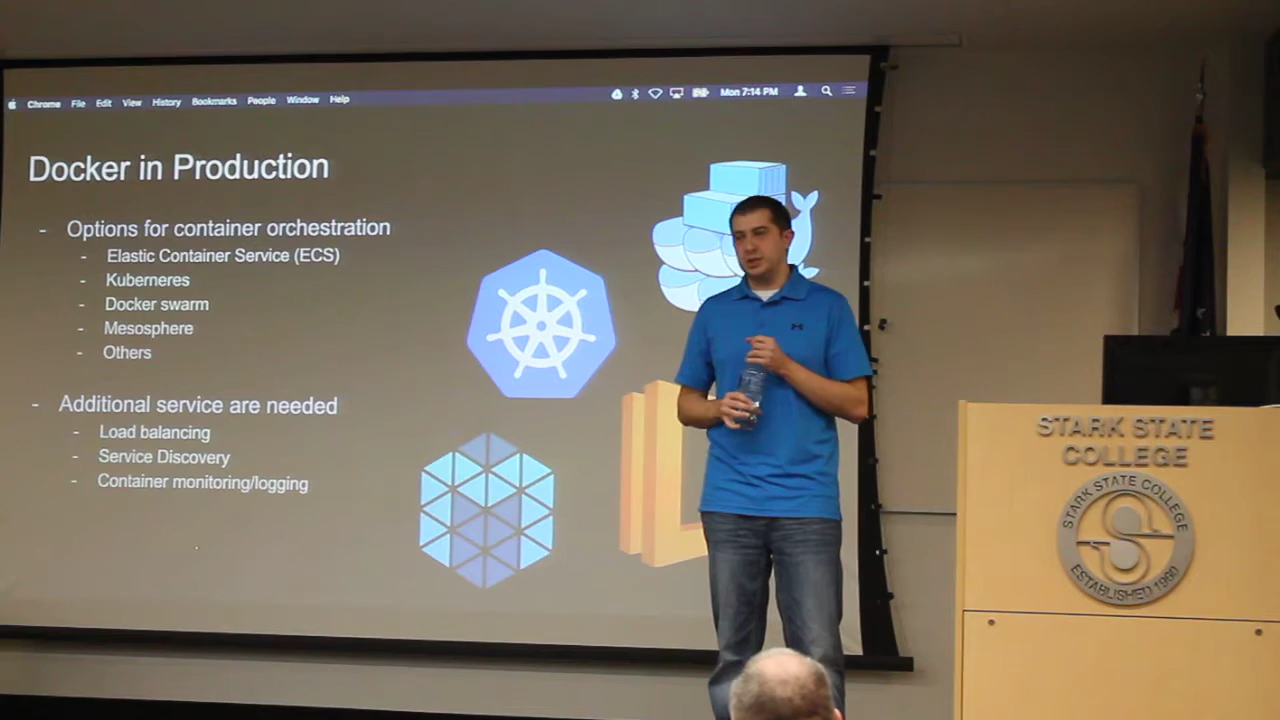 Chrome File Edit View History Bookmarks People Window Help Mon 7:14 PM
Docker in Production
- Options for container orchestration
- Elastic Container Service (ECS)
- Kuberneres
- Docker swarm
- Mesosphere
- Others
- Additional service are needed
- Load balancing
- Service Discovery
- Container monitoring/logging
STARK STATE
COLLEGE
STARK STATE COLLEGE
ESTABLISHED 1960